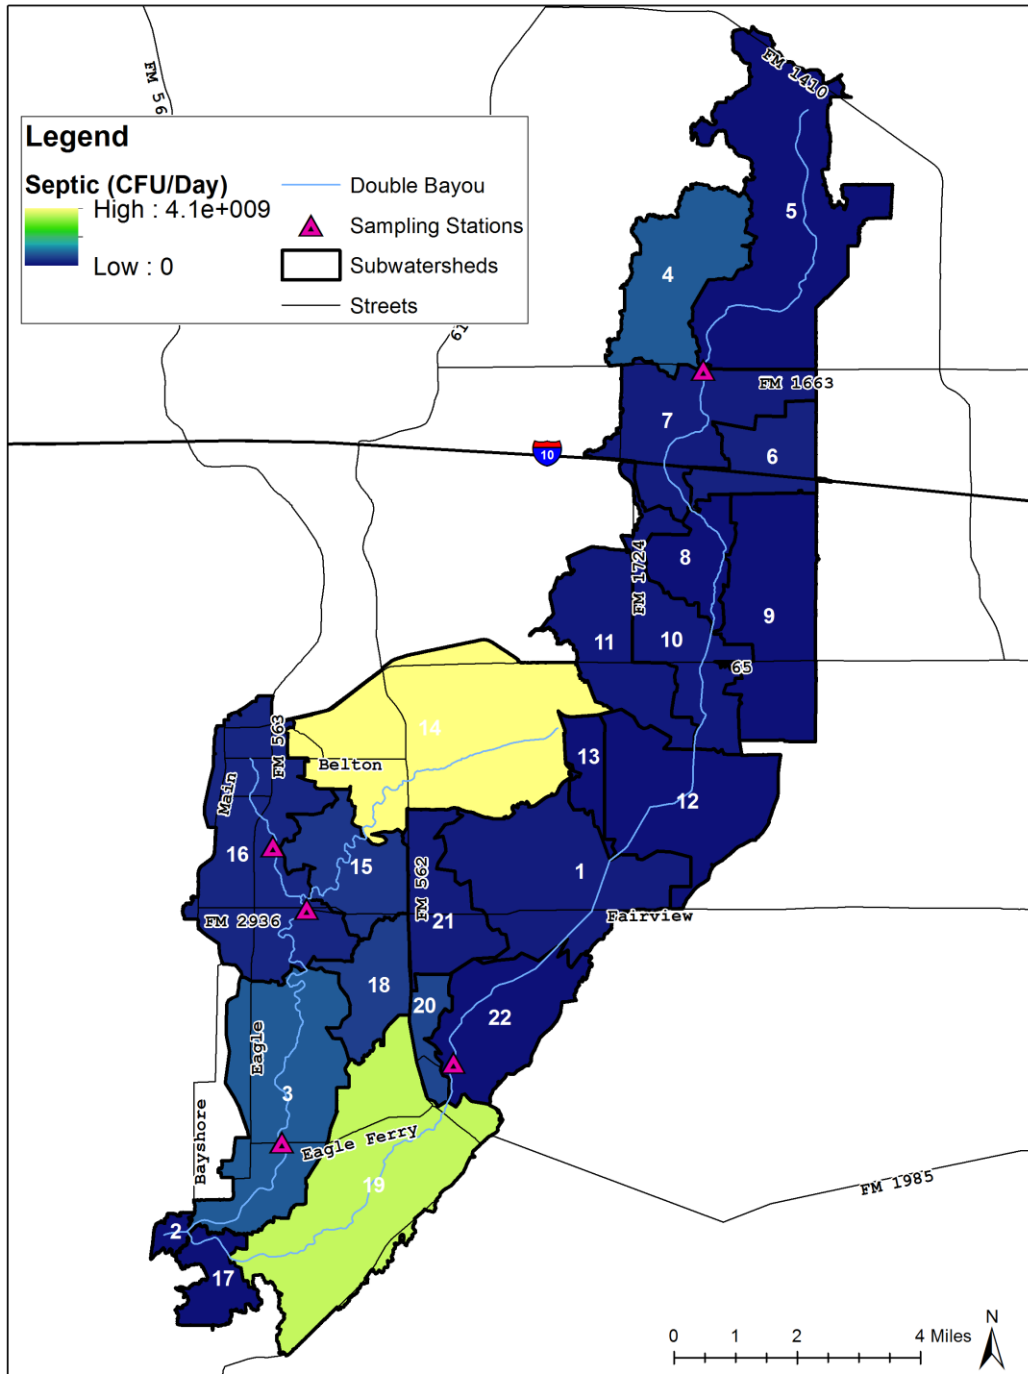 FM 1410
FM 56
Legend
Septic (CFU/Day)
High : 4.1e+009
Low : 0
Double Bayou
Sampling Stations
Subwatersheds
Streets
61
5
4
FM 1663
7
10
6
FM 1724
8
9
11
10
65
14
FM 563
Belton
13
12
Main
16
15
FM 562
1
FM 2936
21
Fairview
18
20
22
Eagle
3
Bayshore
Eagle Ferry
19
FM 1985
2
17
N
0 1 2 4 Miles